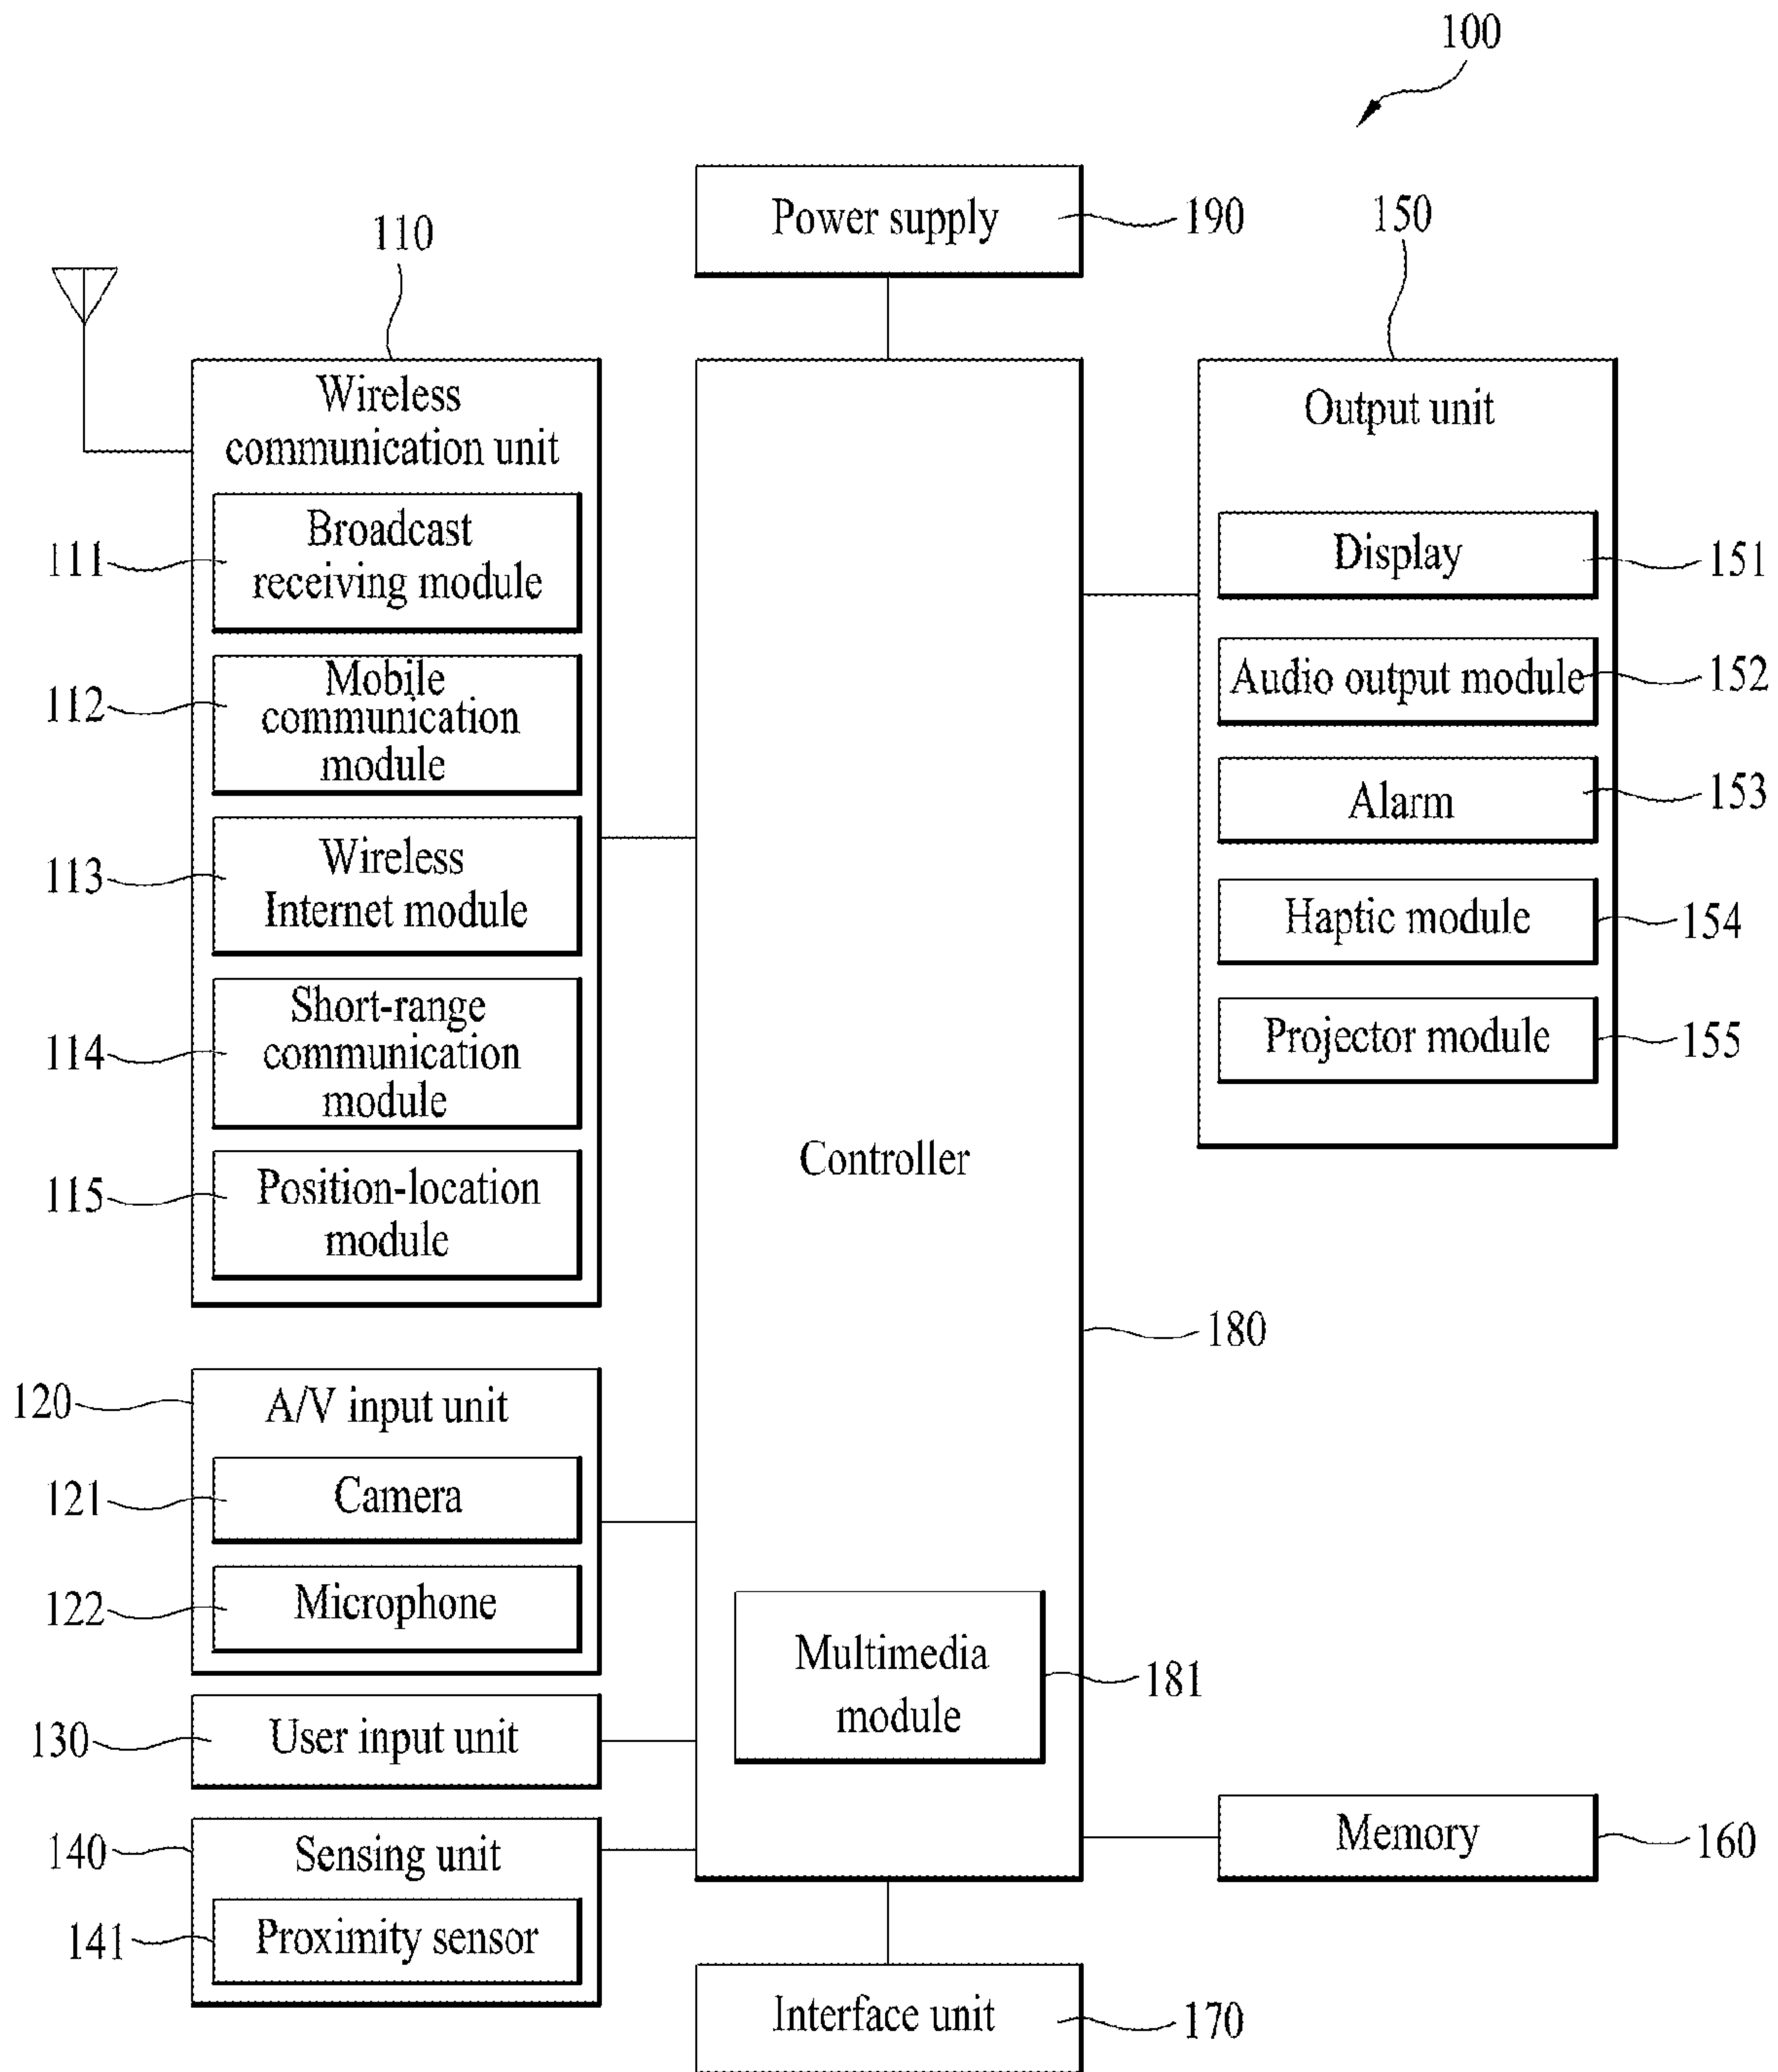 100
Power supply
190
110
150
Wireless
communication unit
Output unit
111
Broadcast
receiving module
112
Mobile
communication
module
113
Wireless
Internet module
114
Short-range
communication
module
115
Position-location
module
Display
151
Audio output module
152
Alarm
153
Haptic module
154
Projector module
155
Controller
180
120
A/V input unit
121
Camera
122
Microphone
Multimedia
module
181
130
User input unit
140
Sensing unit
141
Proximity sensor
Memory
160
Interface unit
170